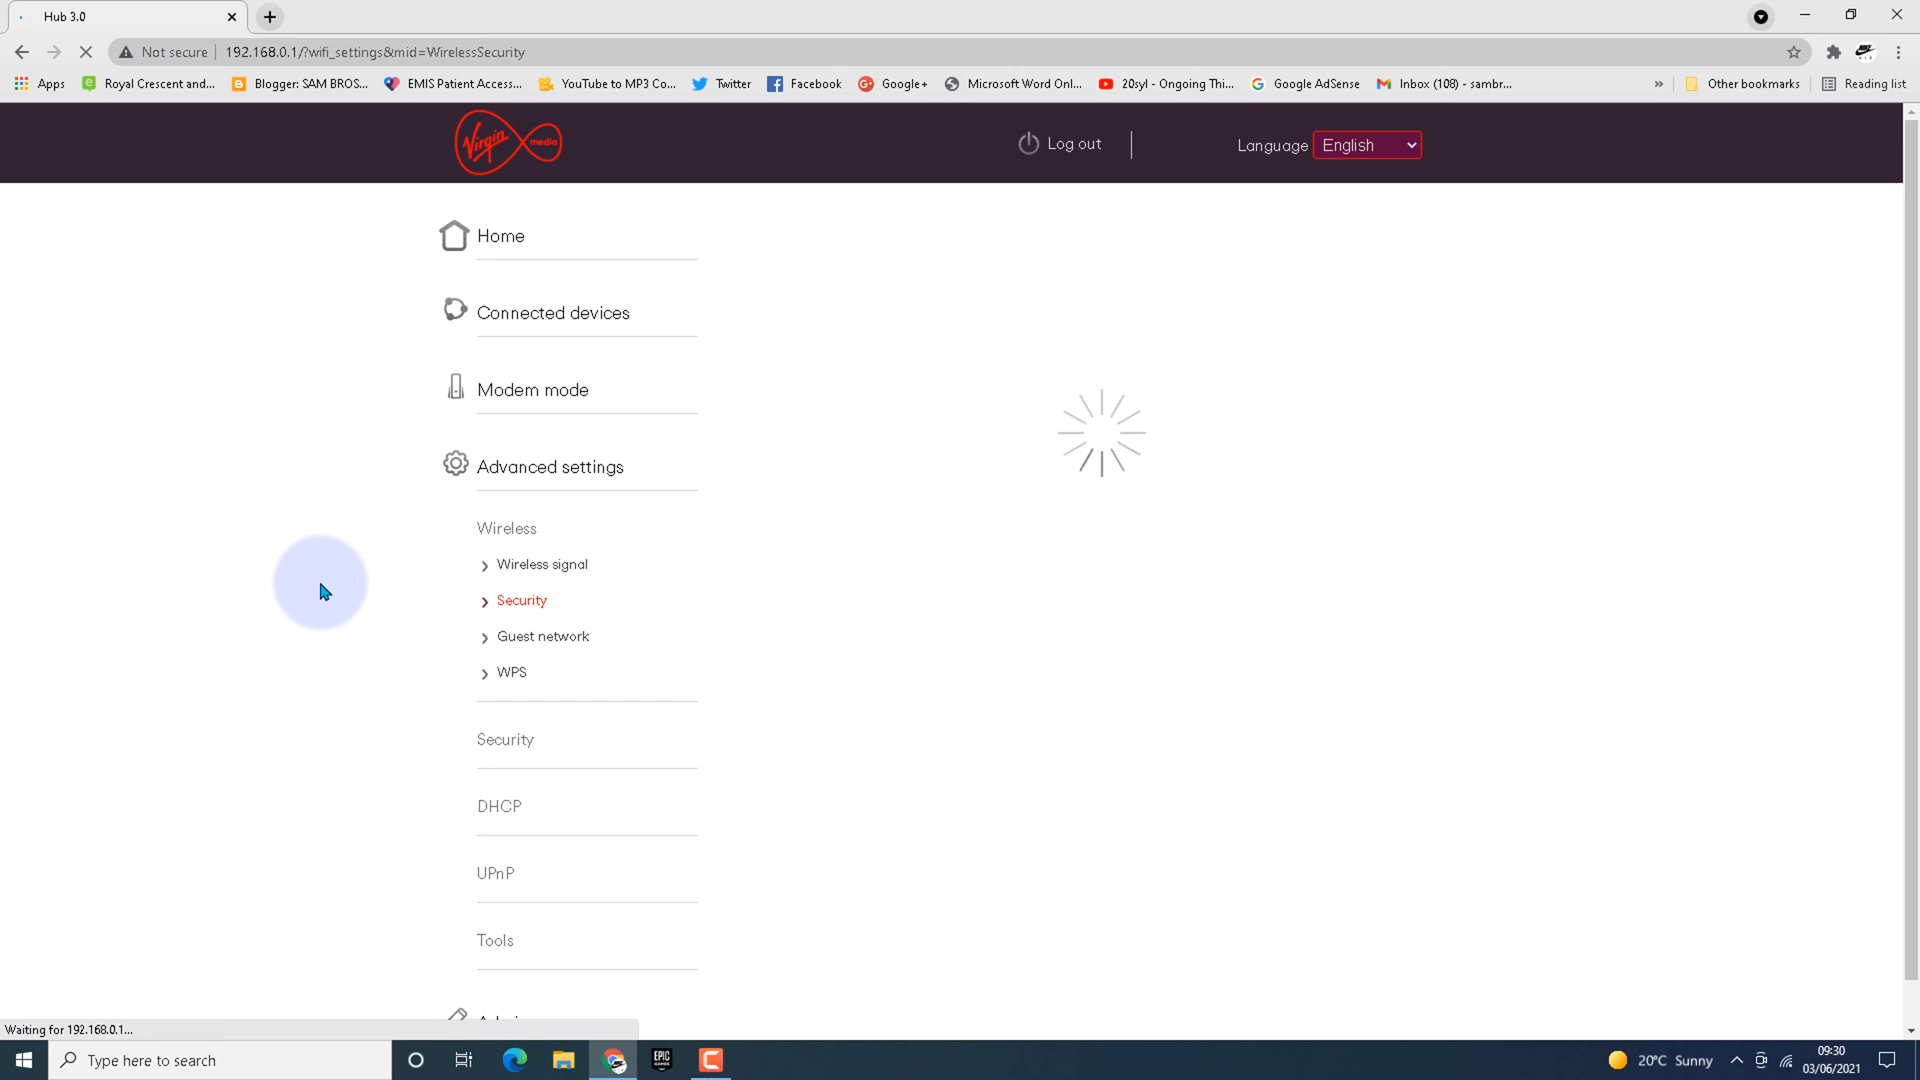 Hub 3.0
Not secure
192.168.0.1/?wifi_settings&mid=WirelessSecurity
Apps
Royal Crescent and...
Blogger: SAM BROS...
EMIS Patient Access...
YouTube to MP3 Co...
Twitter
Facebook
Google+
Microsoft Word Onl...
20syl - Ongoing Thi...
Google AdSense
Inbox (108) - sambr...
»
Other bookmarks
Reading list
Virgin media
Log out
Language
English
Home
Connected devices
Modem mode
Advanced settings
Wireless
Wireless signal
Security
Guest network
WPS
Security
DHCP
UPnP
Tools
Waiting for 192.168.0.1...
Type here to search
EPIC GAMES
20°C Sunny
09:30
03/06/2021